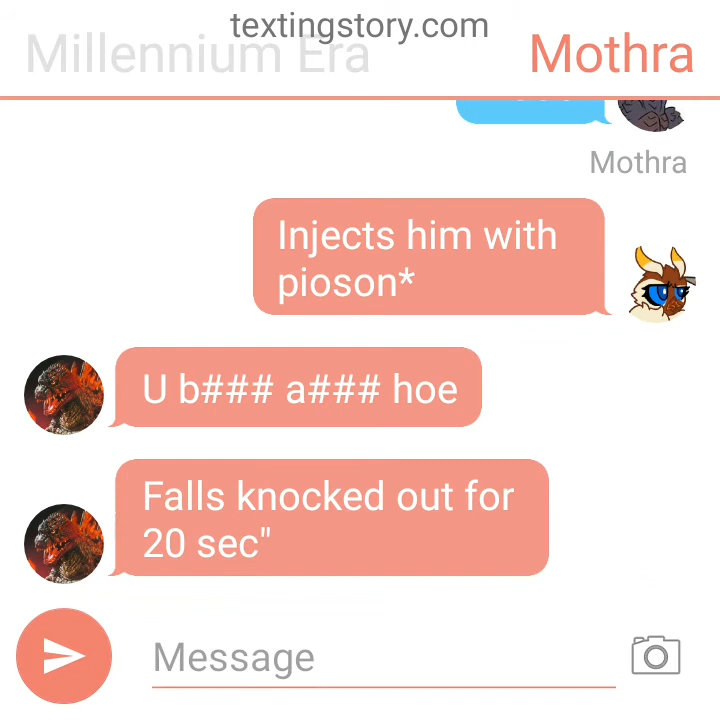 textingstory.com
Millennium Era
Mothra
Mothra
Injects him with
pioson*
U b### a### hoe
Falls knocked out for
20 sec"
Message